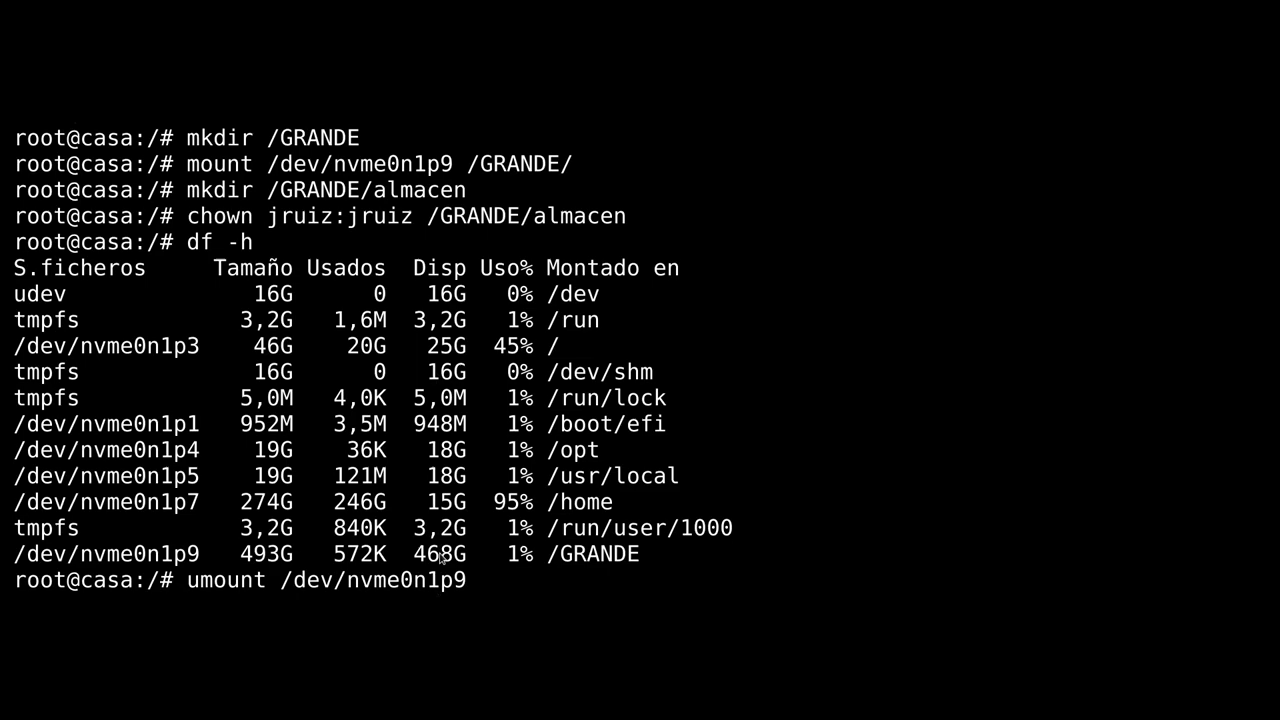 root@casa:/# mkdir /GRANDE
root@casa:/# mount /dev/nvme0n1p9 /GRANDE/
root@casa:/# mkdir /GRANDE/almacen
root@casa:/# chown jruiz:jruiz /GRANDE/almacen
root@casa:/# df -h
S.ficheros     Tamaño Usados  Disp Uso% Montado en
udev              16G      0   16G   0% /dev
tmpfs            3,2G   1,6M  3,2G   1% /run
/dev/nvme0n1p3    46G    20G   25G  45% /
tmpfs             16G      0   16G   0% /dev/shm
tmpfs            5,0M   4,0K  5,0M   1% /run/lock
/dev/nvme0n1p1   952M   3,5M  948M   1% /boot/efi
/dev/nvme0n1p4    19G    36K   18G   1% /opt
/dev/nvme0n1p5    19G   121M   18G   1% /usr/local
/dev/nvme0n1p7   274G   246G   15G  95% /home
tmpfs            3,2G   840K  3,2G   1% /run/user/1000
/dev/nvme0n1p9   493G   572K  468G   1% /GRANDE
root@casa:/# umount /dev/nvme0n1p9